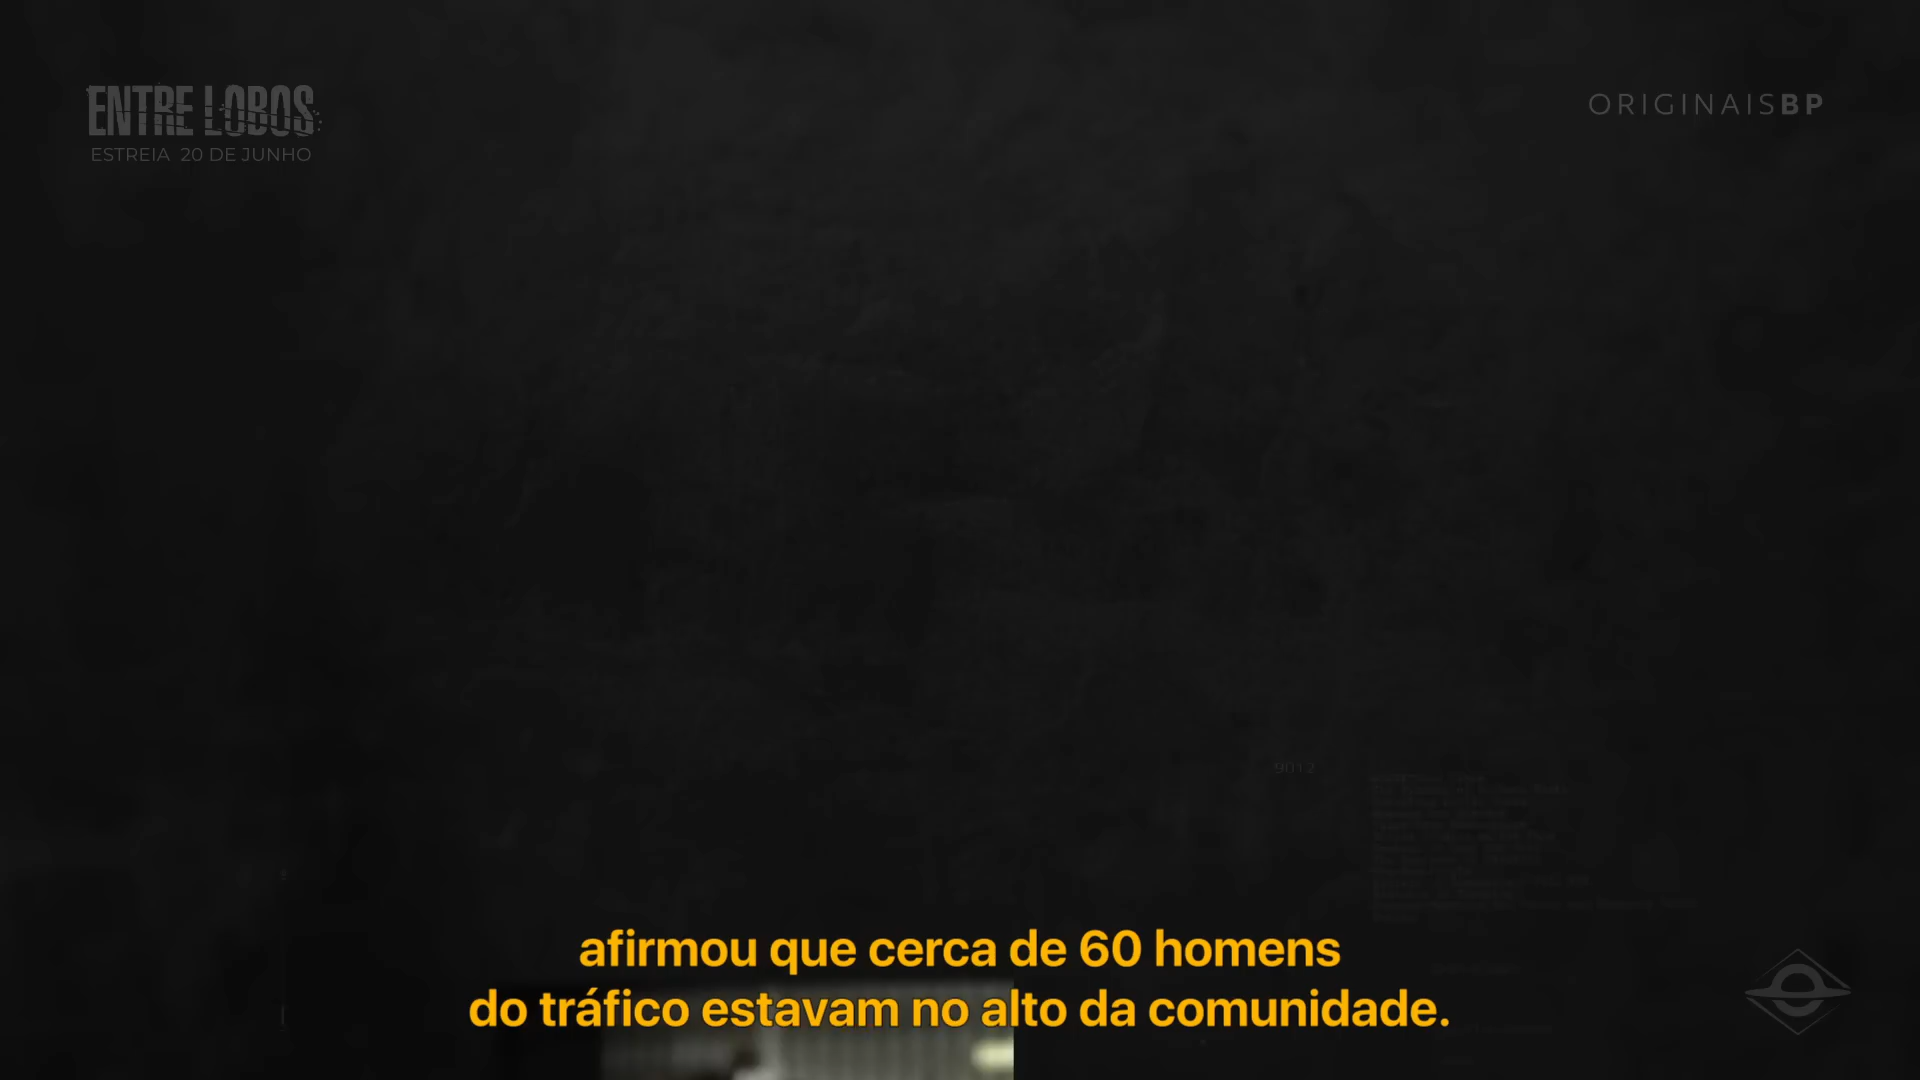 ENTRE LOBOS
ESTREIA 20 DE JUNHO
ORIGINAISBP
9012
afirmou que cerca de 60 homens
do tráfico estavam no alto da comunidade.